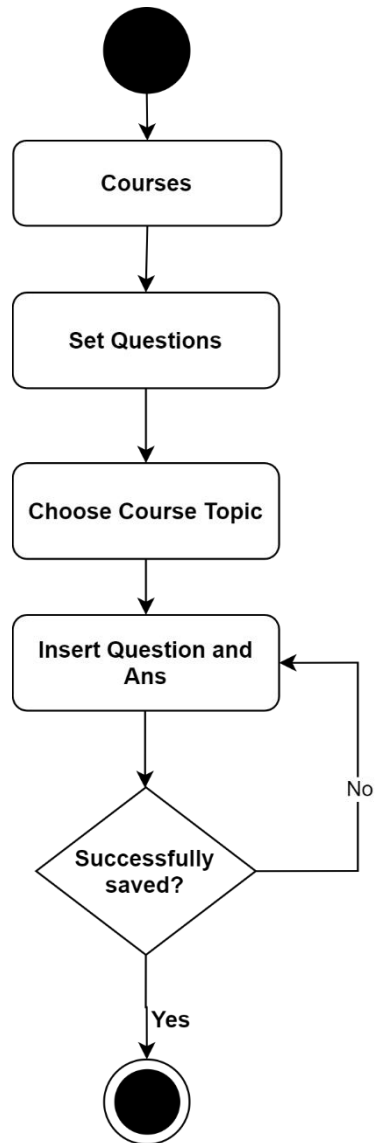 Courses
Set Questions
Choose Course Topic
Insert Question and
Ans
No
Successfully
saved?
Yes